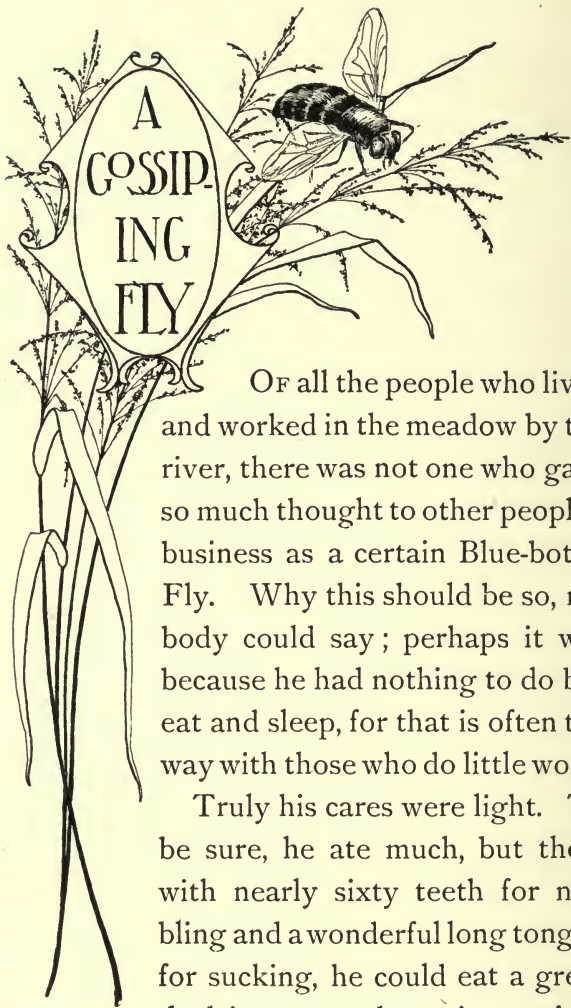 A
GOSSIP-
ING
FLY
OF all the people who liv
and worked in the meadow by t
river, there was not one who ga
so much thought to other peopl
business as a certain Blue-bot
Fly. Why this should be so,
body could say; perhaps it w
because he had nothing to do b
eat and sleep, for that is often t
way with those who do little wo
Truly his cares were light. T
be sure, he ate much, but the
with nearly sixty teeth for n
bling and a wonderful long tong
for sucking, he could eat a gre